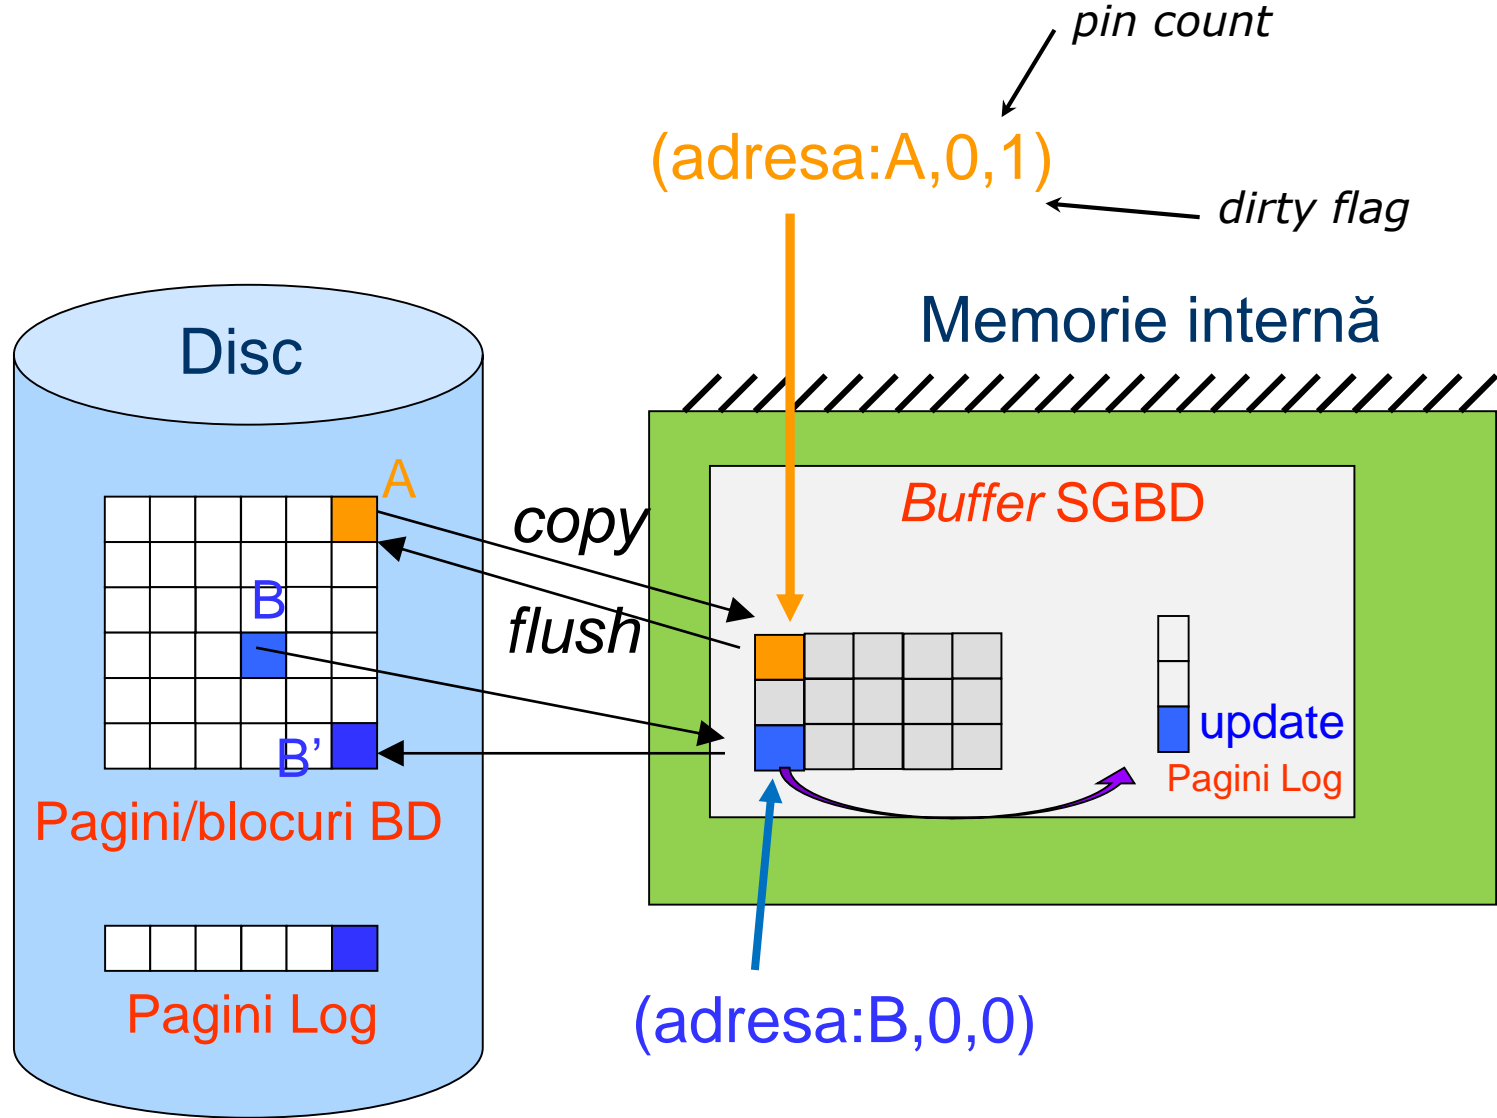 pin count
(adresa:A,0,1)
dirty flag
Memorie internă
Disc
A
copy
Buffer SGBD
B
flush
update
B’
Pagini Log
Pagini/blocuri BD
Pagini Log
(adresa:B,0,0)